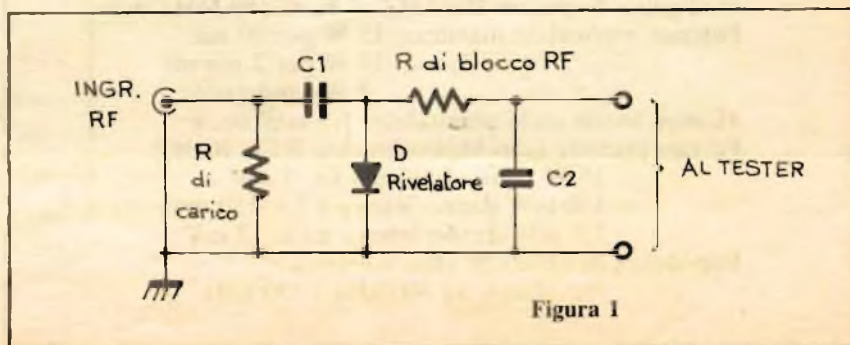 C1
R di blocco RF
INGR.
RF
R
di
carico
D
Rivelatore
C2
AL TESTER
Figura 1